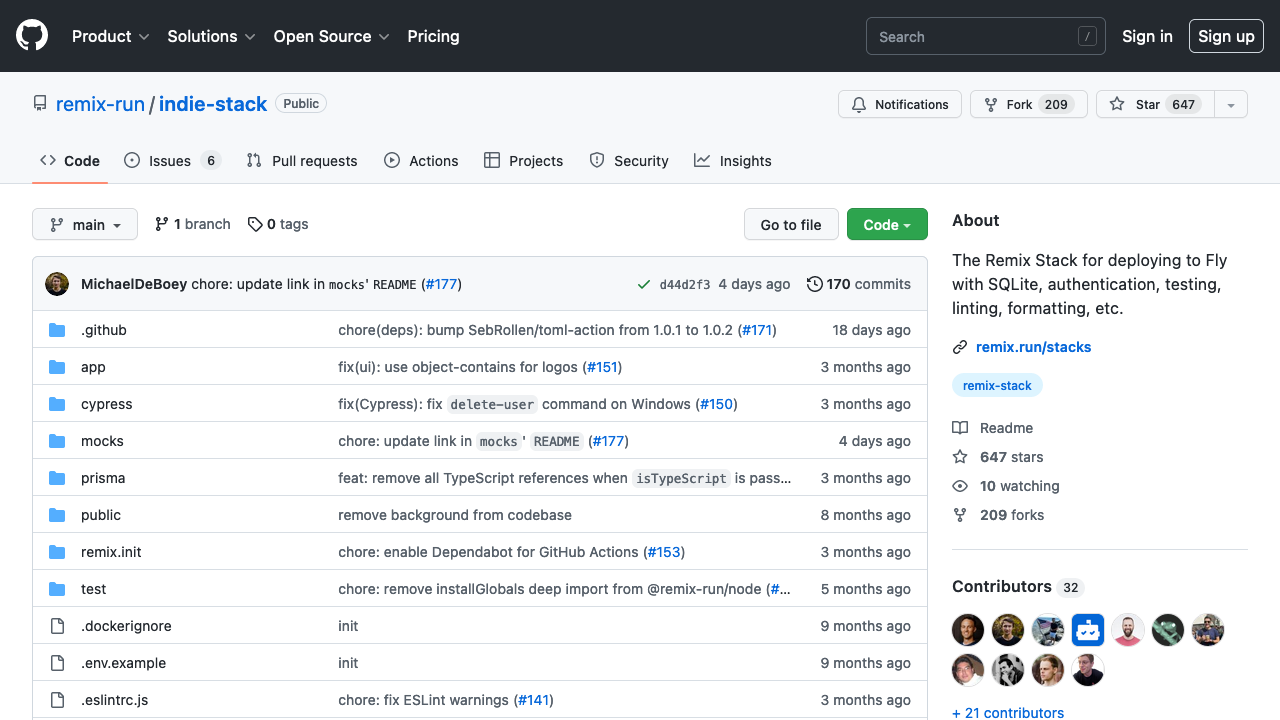 Product Solutions Open Source Pricing Search / Sign in Sign up
remix-run / indie-stack Public Notifications Fork 209 Star 647
Code Issues 6 Pull requests Actions Projects Security Insights
main 1 branch 0 tags Go to file Code
MichaelDeBoey chore: update link in mocks' README (#177) d44d2f3 4 days ago 170 commits
.github chore(deps): bump SebRollen/toml-action from 1.0.1 to 1.0.2 (#171) 18 days ago
app fix(ui): use object-contains for logos (#151) 3 months ago
cypress fix(Cypress): fix delete-user command on Windows (#150) 3 months ago
mocks chore: update link in mocks' README (#177) 4 days ago
prisma feat: remove all TypeScript references when isTypeScript is pass... 3 months ago
public remove background from codebase 8 months ago
remix.init chore: enable Dependabot for GitHub Actions (#153) 3 months ago
test chore: remove installGlobals deep import from @remix-run/node (#... 5 months ago
.dockerignore init 9 months ago
.env.example init 9 months ago
.eslintrc.js chore: fix ESLint warnings (#141) 3 months ago
About
The Remix Stack for deploying to Fly
with SQLite, authentication, testing,
linting, formatting, etc.
remix.run/stacks
remix-stack
Readme
647 stars
10 watching
209 forks
Contributors 32
+ 21 contributors